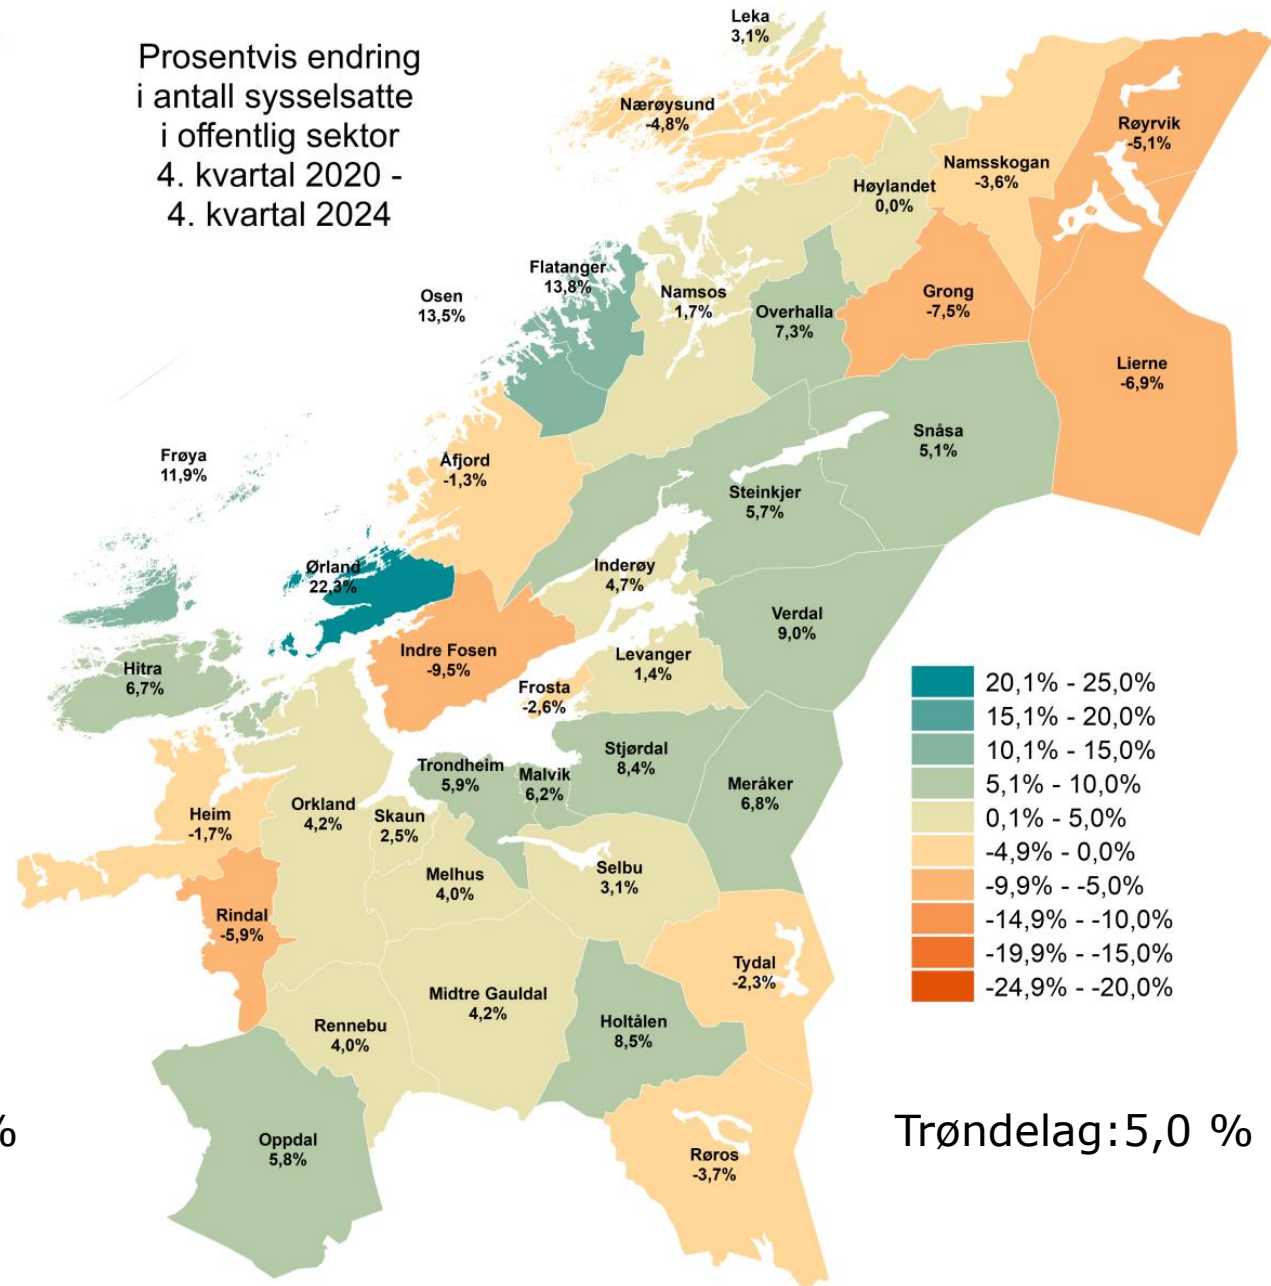 Prosentvis endring
i antall sysselsatte
i offentlig sektor
4. kvartal 2020 -
4. kvartal 2024
Leka
3,1%
Nærøysund
-4,8%
Røyrvik
-5,1%
Namsskogan
-3,6%
Høylandet
0,0%
Flatanger
13,8%
Osen
13,5%
Namsos
1,7%
Overhalla
7,3%
Grong
-7,5%
Lierne
-6,9%
Snåsa
5,1%
Frøya
11,9%
Åfjord
-1,3%
Steinkjer
5,7%
Ørland
22,3%
Inderøy
4,7%
Verdal
9,0%
Indre Fosen
-9,5%
Levanger
1,4%
Hitra
6,7%
Frosta
-2,6%
Stjørdal
8,4%
Trondheim
5,9%
Malvik
6,2%
Meråker
6,8%
Heim
-1,7%
Orkland
4,2%
Skaun
2,5%
Melhus
4,0%
Selbu
3,1%
Rindal
-5,9%
Tydal
-2,3%
Midtre Gauldal
4,2%
Rennebu
4,0%
Holtålen
8,5%
Oppdal
5,8%
Røros
-3,7%
20,1% - 25,0%
15,1% - 20,0%
10,1% - 15,0%
5,1% - 10,0%
0,1% - 5,0%
-4,9% - 0,0%
-9,9% - -5,0%
-14,9% - -10,0%
-19,9% - -15,0%
-24,9% - -20,0%
%
Trøndelag:5,0 %